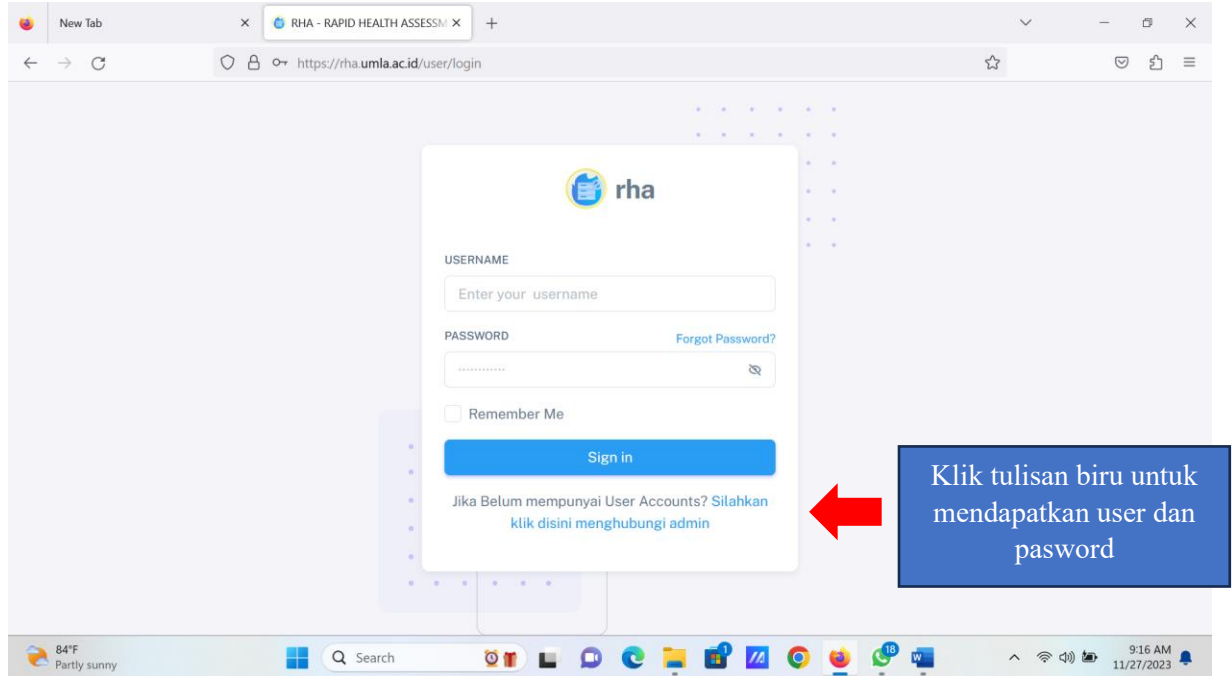 New Tab
RHA - RAPID HEALTH ASSESSM
https://rha.umla.ac.id/user/login
rha
USERNAME
Enter your username
PASSWORD
Forgot Password?
Remember Me
Sign in
Jika Belum mempunyai User Accounts? Silahkan
klik disini menghubungi admin
Klik tulisan biru untuk
mendapatkan user dan
pasword
84°F
Partly sunny
Search
1
18
W
9:16 AM
11/27/2023